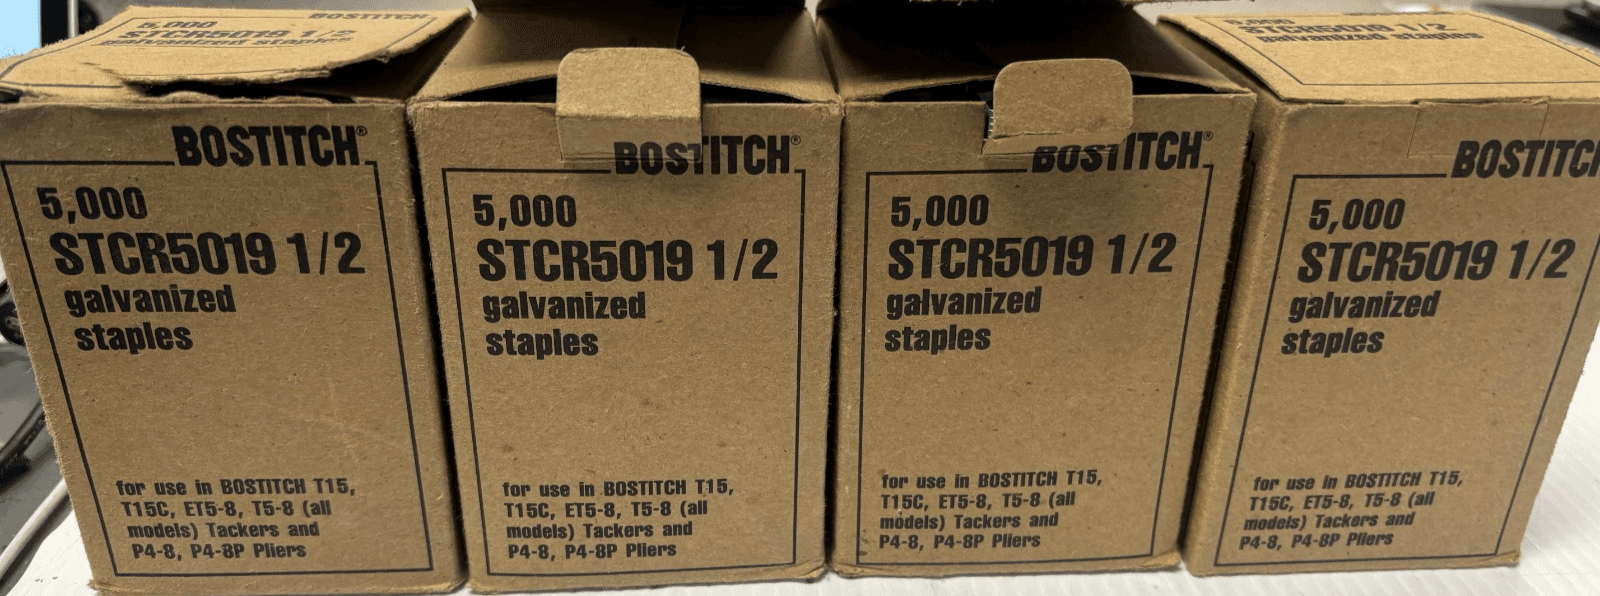 5,000
STCR5019 1/2
galvanized staples
BOSTITCH®
5,000
STCR5019 1/2
galvanized
staples
for use in BOSTITCH T15,
T15C, ET5-8, T5-8 (all
models) Tackers and
P4-8, P4-8P Pliers
BOSTITCH®
5,000
STCR5019 1/2
galvanized
staples
for use in BOSTITCH T15,
T15C, ET5-8, T5-8 (all
models) Tackers and
P4-8, P4-8P Pliers
BOSTITCH®
5,000
STCR5019 1/2
galvanized
staples
for use in BOSTITCH T15,
T15C, ET5-8, T5-8 (all
models) Tackers and
P4-8, P4-8P Pliers
5,000
STCR5019 1/2
galvanized staples
BOSTITC
5,000
STCR5019 1/2
galvanized
staples
for use in BOSTITCH T15,
T15C, ET5-8, T5-8 (all
models) Tackers and
P4-8, P4-8P Pliers